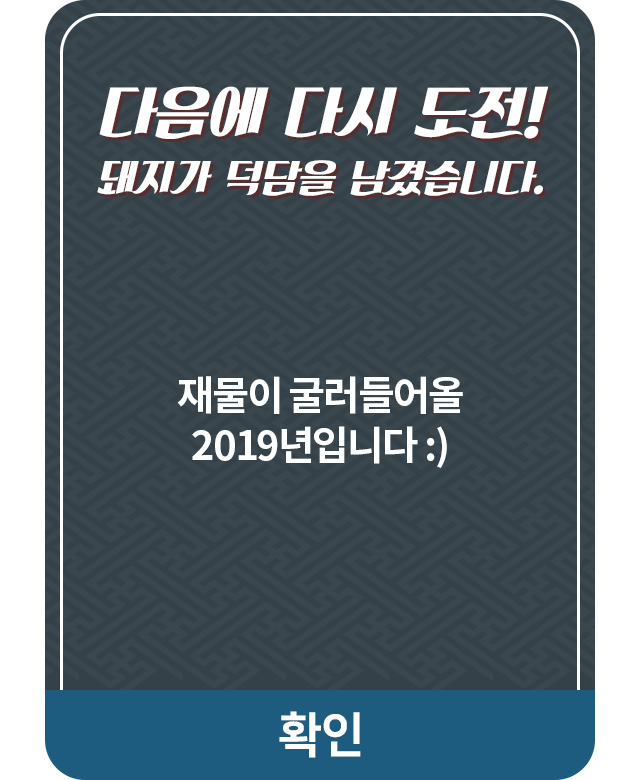 다음에 다시 도전!
돼지가 덕담을 남겼습니다.
재물이 굴러들어올
2019년입니다 :)
확인